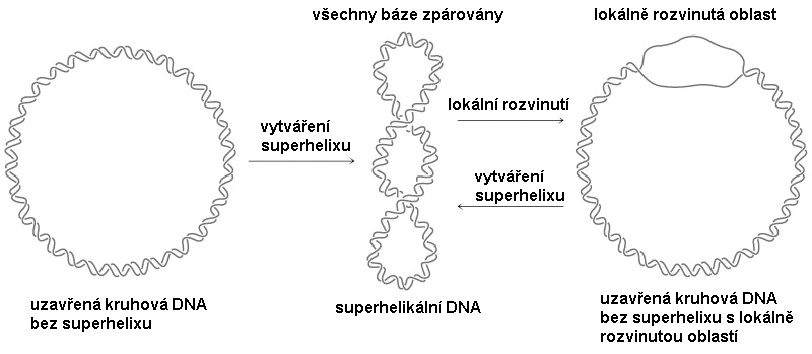 všechny báze zpárovány
lokálně rozvinutá oblast
vytváření
superhelixu
lokální rozvinutí
vytváření
superhelixu
uzavřená kruhová DNA
bez superhelixu
superhelikální DNA
uzavřená kruhová DNA
bez superhelixu s lokálně
rozvinutou oblastí